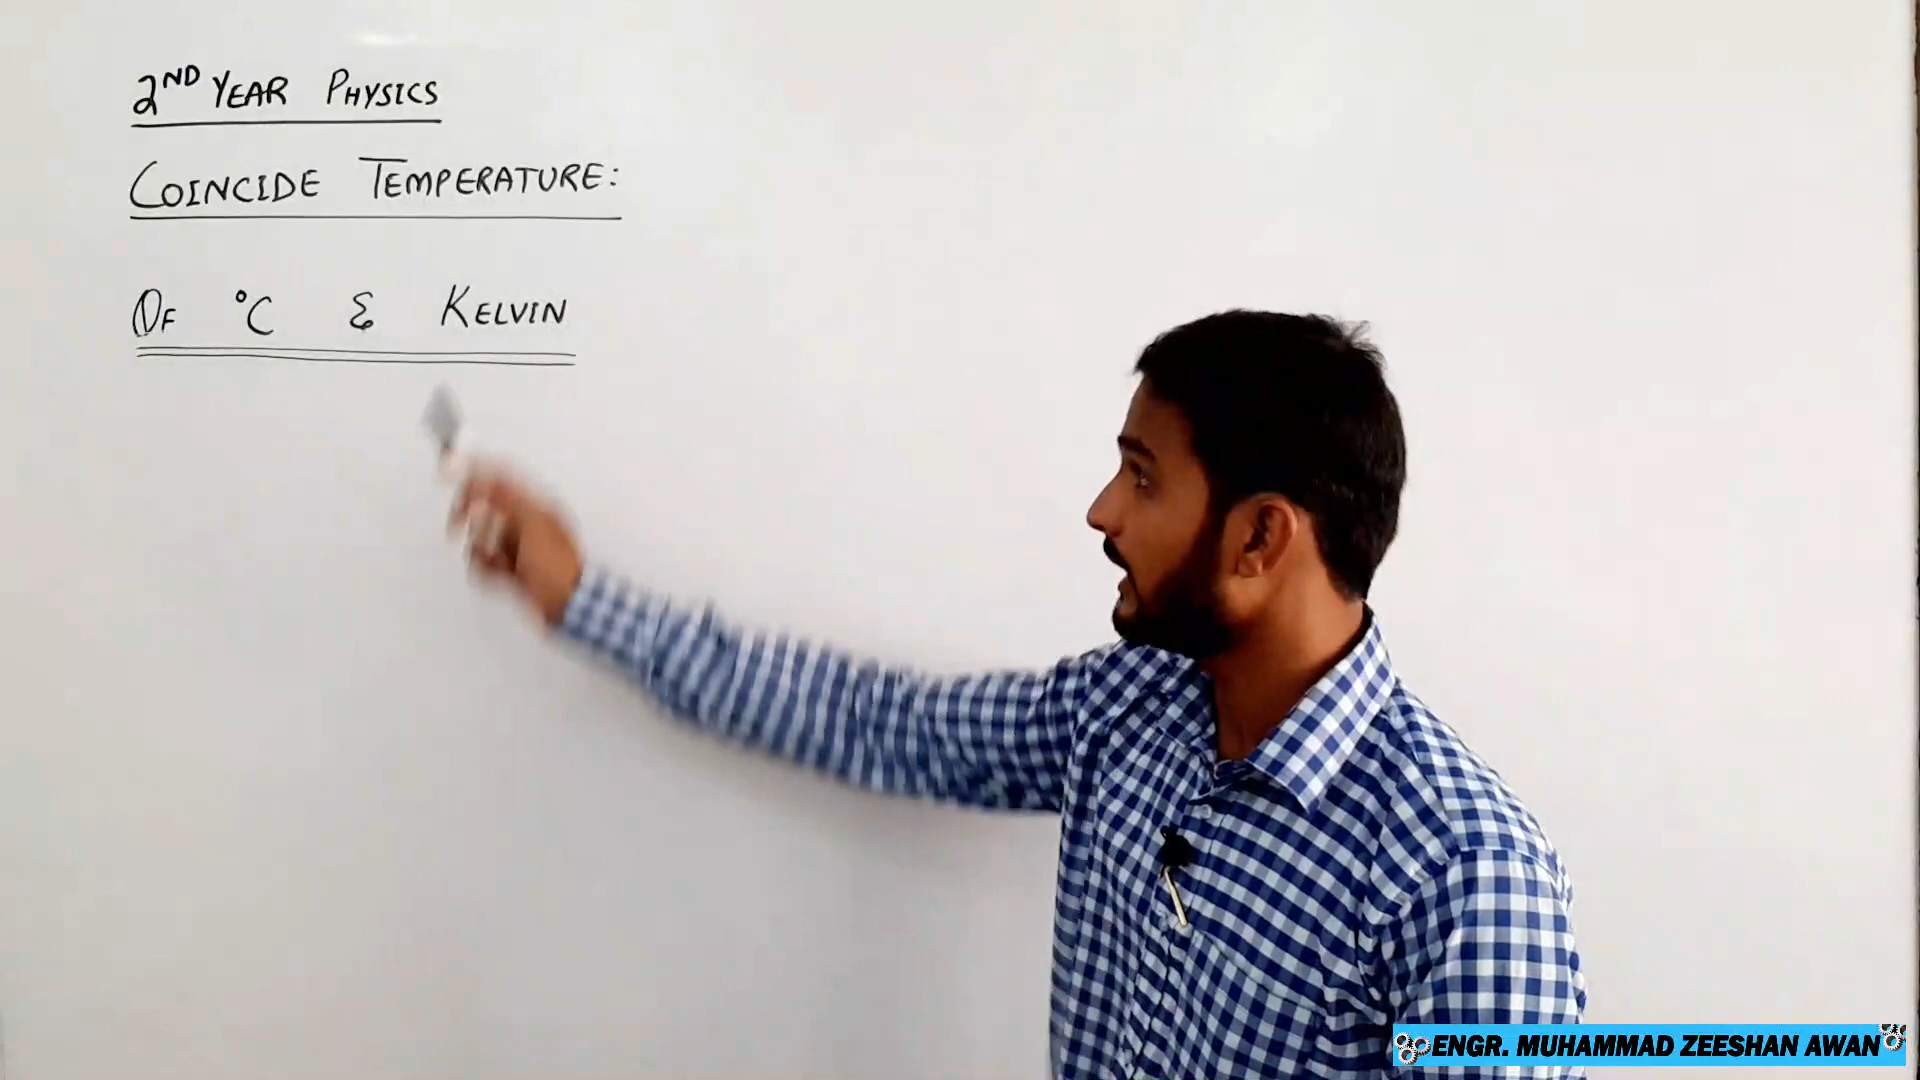 2ND YEAR PHYSICS
COINCIDE TEMPERATURE:
OF °C & KELVIN
ENGR. MUHAMMAD ZEESHAN AWAN